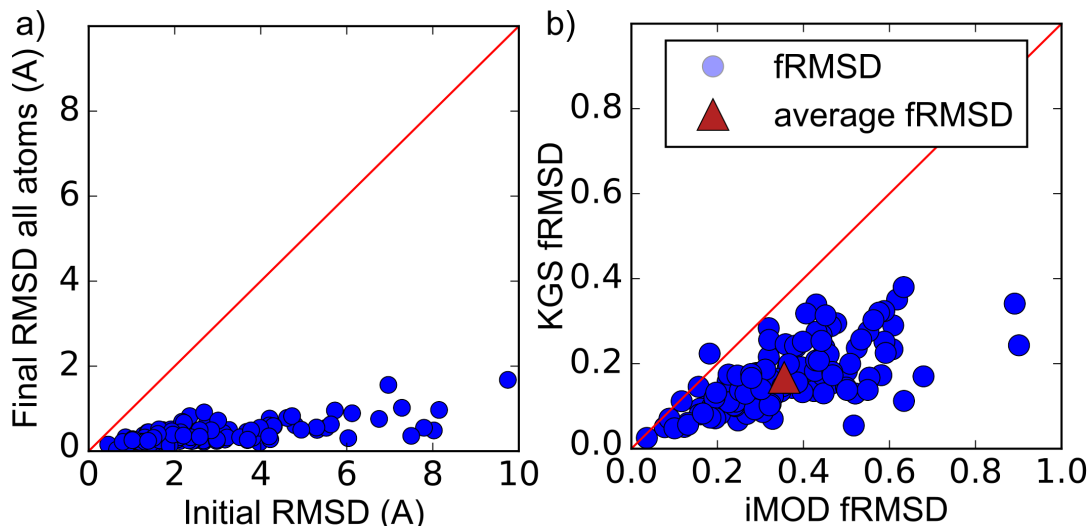 a)
Final RMSD all atoms (A)
8
6
4
2
0
0
2
4
6
8
10
Initial RMSD (A)
b)
KGS fRMSD
fRMSD
average fRMSD
0.8
0.6
0.4
0.2
0.0
0.0
0.2
0.4
0.6
0.8
1.0
iMOD fRMSD